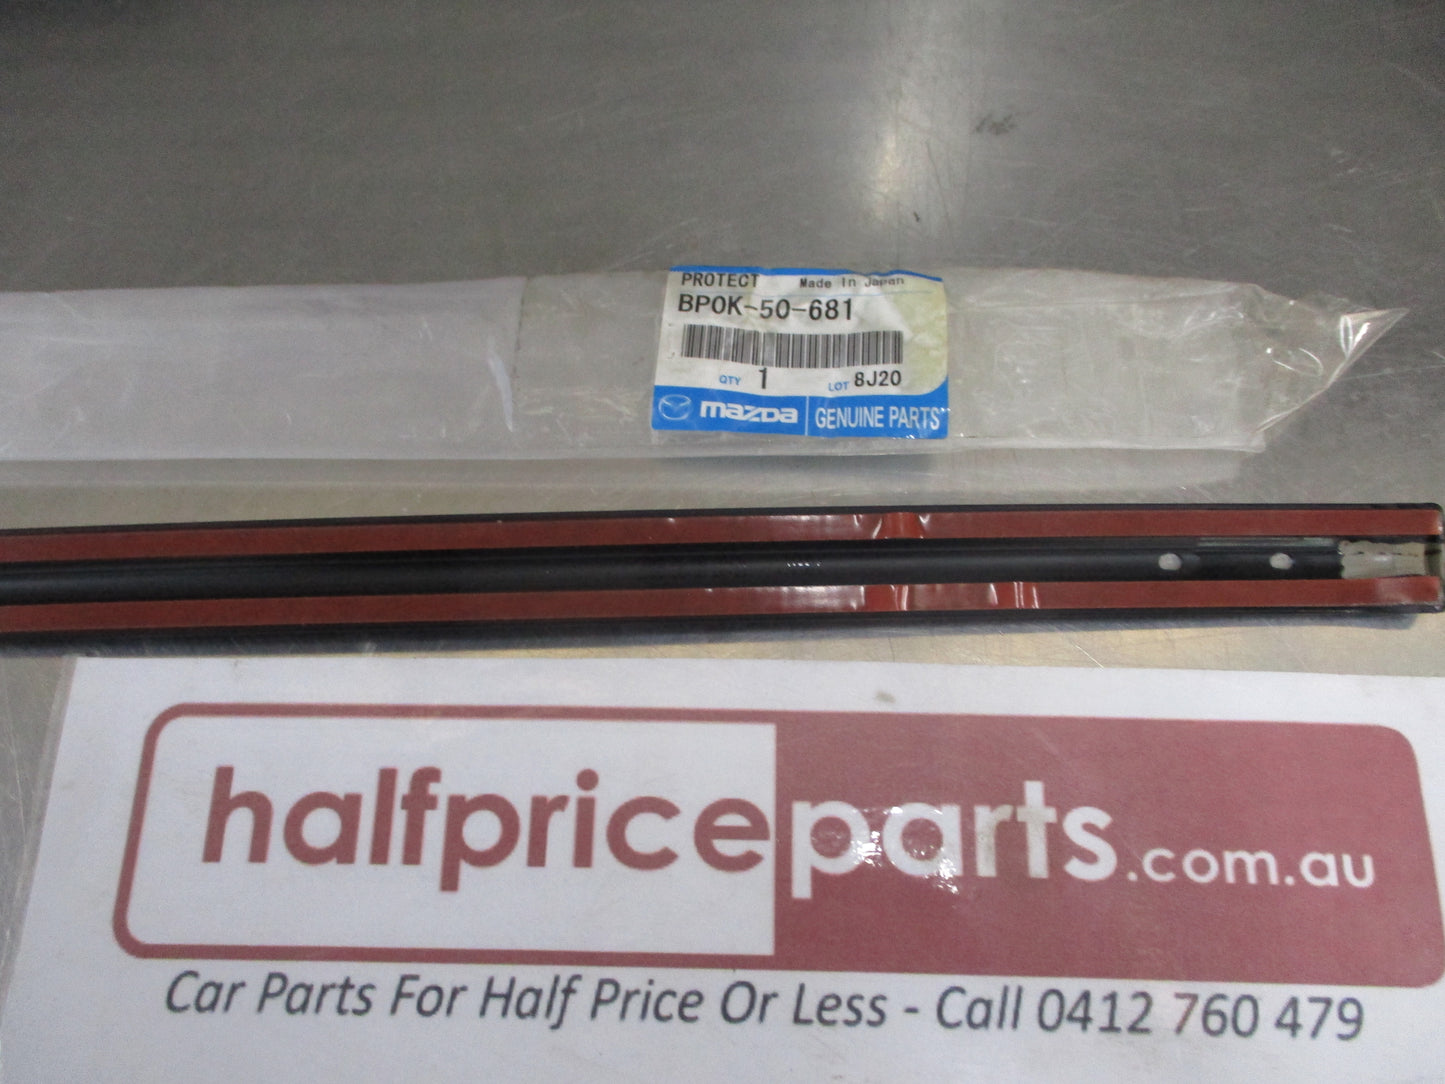 PROTECT Made In Japan
BP0K-50-681
QTY 1 LOT 8J20
mazda GENUINE PARTS
halfpriceparts.com.au
Car Parts For Half Price Or Less - Call 0412 760 479